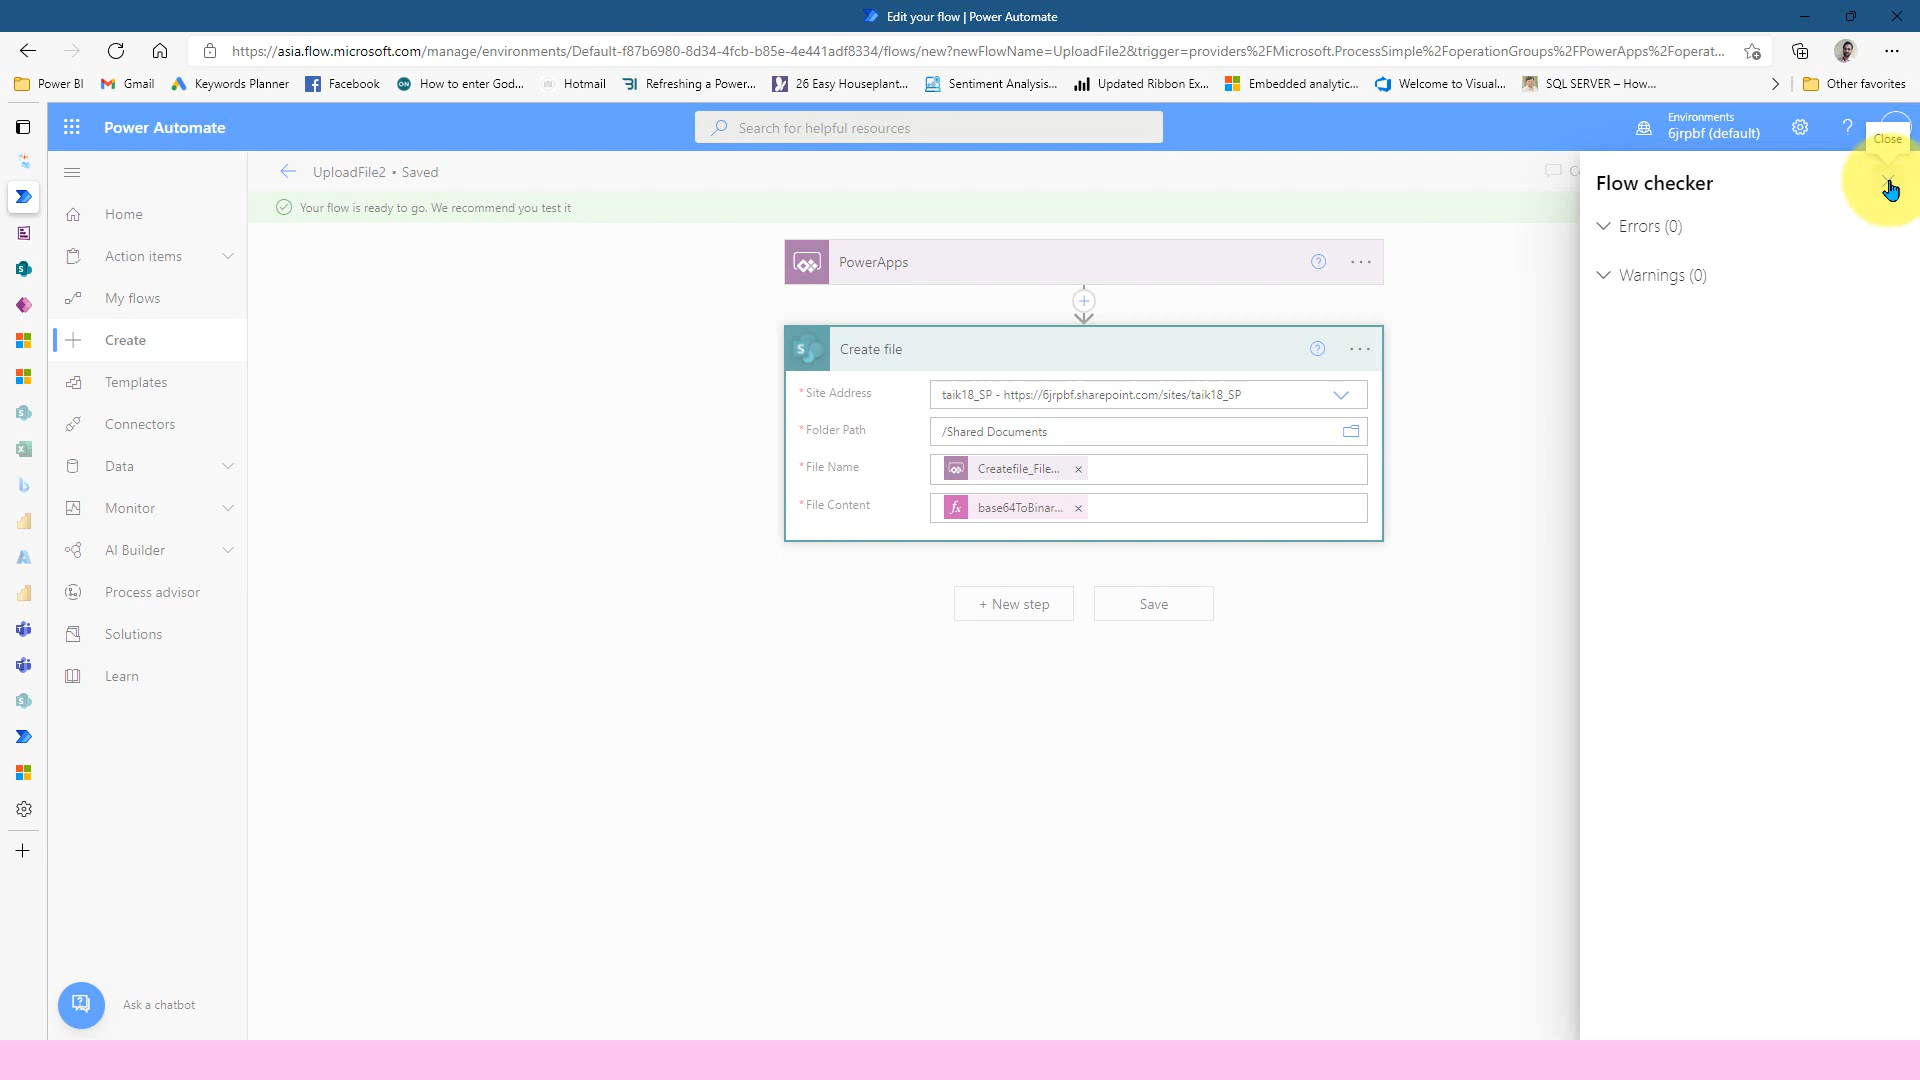 Edit your flow | Power Automate
https://asia.flow.microsoft.com/manage/environments/Default-f87b6980-8d34-4fcb-b85e-4e441adf8334/flows/new?newFlowName=UploadFile2&trigger=providers%2FMicrosoft.ProcessSimple%2FoperationGroups%2FPowerApps%2Foperat...
Power BI
Gmail
Keywords Planner
Facebook
How to enter God...
Hotmail
Refreshing a Power...
26 Easy Houseplant...
Sentiment Analysis...
Updated Ribbon Ex...
Embedded analytic...
Welcome to Visual...
SQL SERVER – How...
Other favorites
Power Automate
Search for helpful resources
Environments
6jrpbf (default)
Close
UploadFile2 • Saved
Your flow is ready to go. We recommend you test it
Flow checker
Errors (0)
Warnings (0)
Home
Action items
My flows
Create
Templates
Connectors
Data
Monitor
AI Builder
Process advisor
Solutions
Learn
Ask a chatbot
PowerApps
Create file
* Site Address
taik18_SP - https://6jrpbf.sharepoint.com/sites/taik18_SP
* Folder Path
/Shared Documents
* File Name
Createfile_File... ×
* File Content
fx base64ToBinar... ×
+ New step
Save